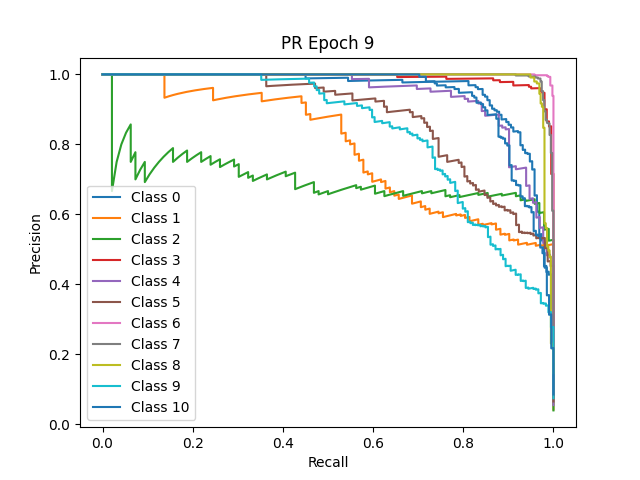 PR Epoch 9
Precision
1.0
0.8
0.6
0.4
0.2
0.0
Class 0
Class 1
Class 2
Class 3
Class 4
Class 5
Class 6
Class 7
Class 8
Class 9
Class 10
0.0 0.2 0.4 0.6 0.8 1.0
Recall